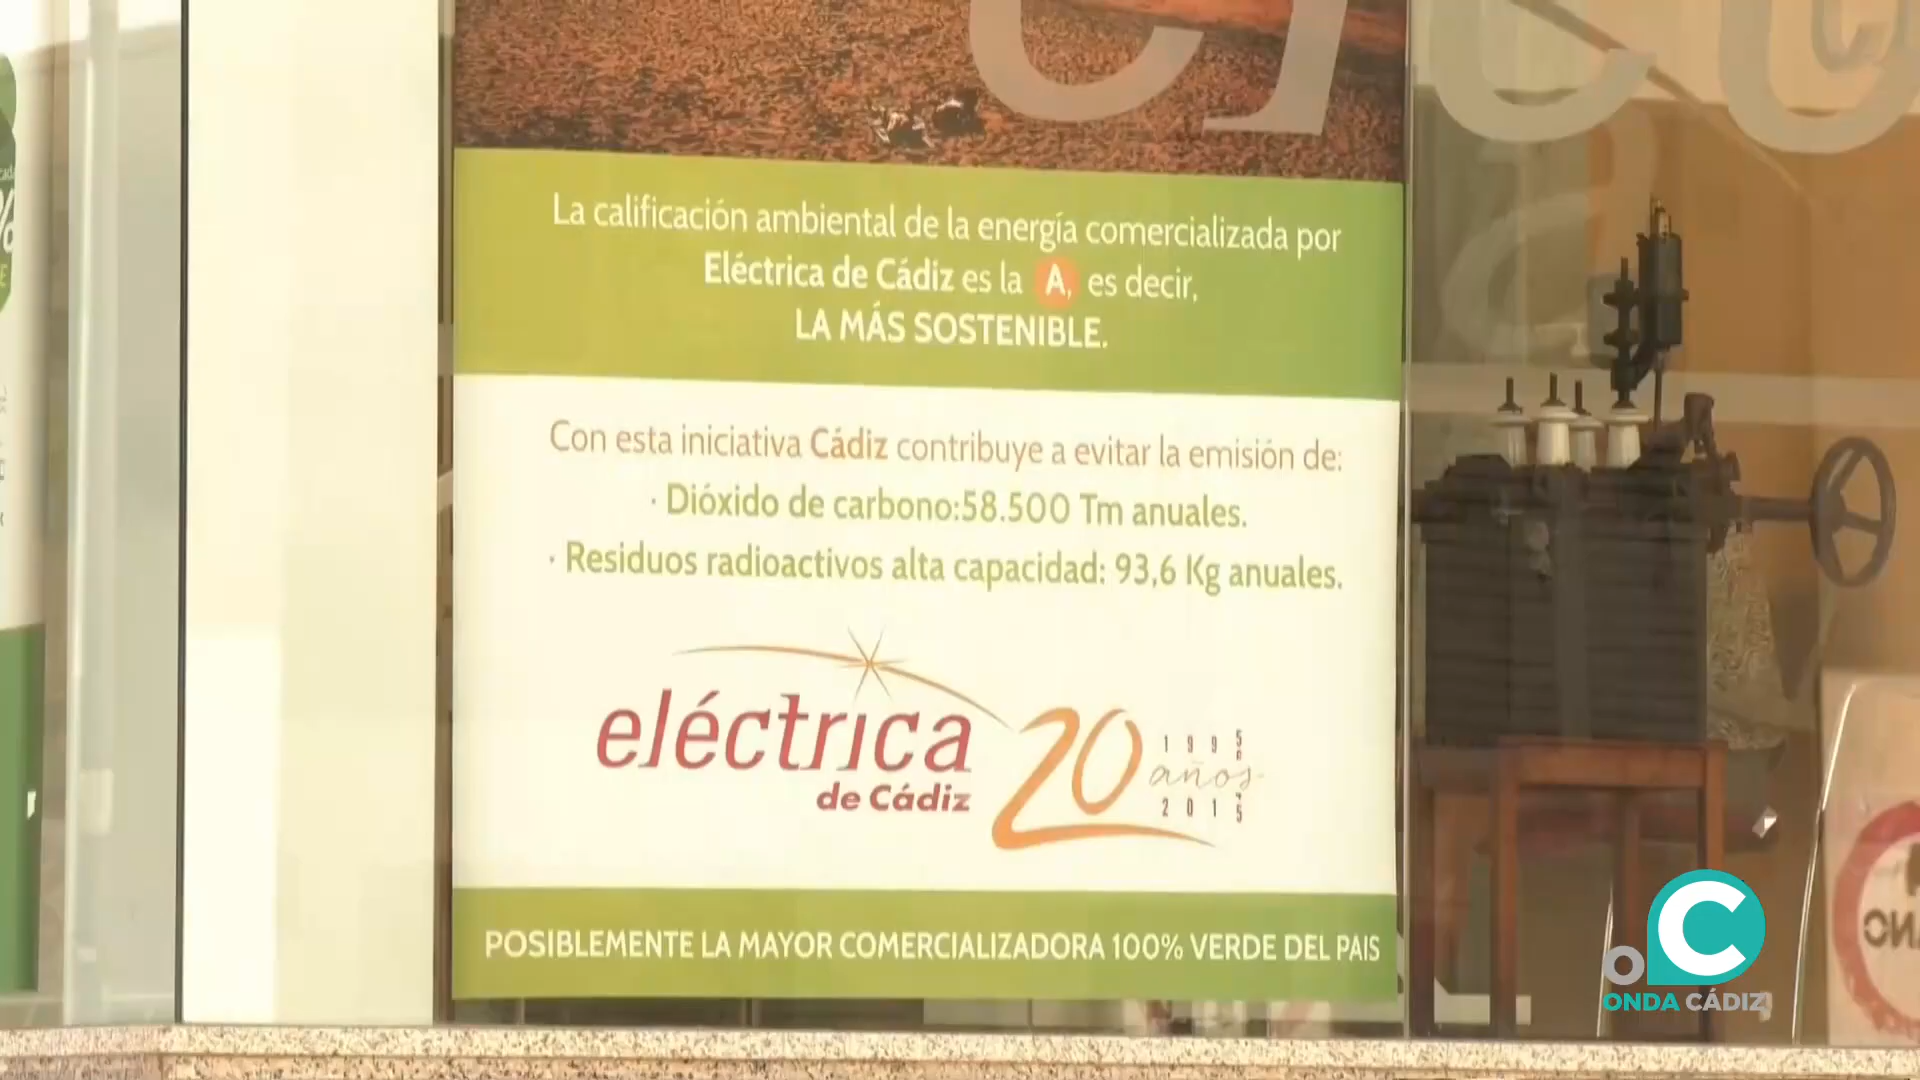 La calificación ambiental de la energía comercializada por
Eléctrica de Cádiz es la A, es decir,
LA MÁS SOSTENIBLE.
Con esta iniciativa Cádiz contribuye a evitar la emisión de:
· Dióxido de carbono:58.500 Tm anuales.
· Residuos radioactivos alta capacidad: 93,6 Kg anuales.
eléctrica
de Cádiz
20
1995
años
2015
POSIBLEMENTE LA MAYOR COMERCIALIZADORA 100% VERDE DEL PAIS
OC
ONDA CÁDIZ